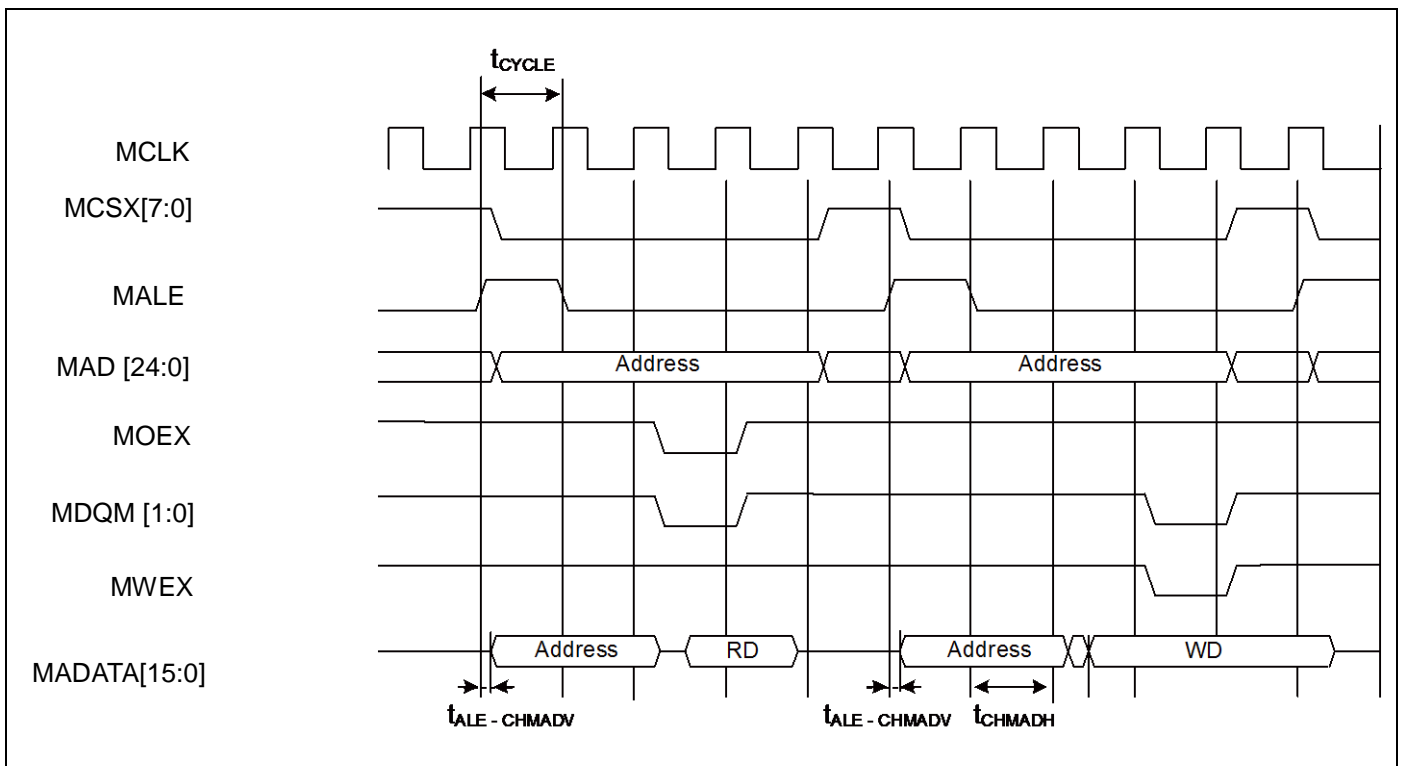 tCYCLE
MCLK
MCSX[7:0]
MALE
MAD [24:0]
Address
Address
MOEX
MDQM [1:0]
MWEX
MADATA[15:0]
Address
RD
Address
WD
tALE - CHMADV
tALE - CHMADV
tCHMADH